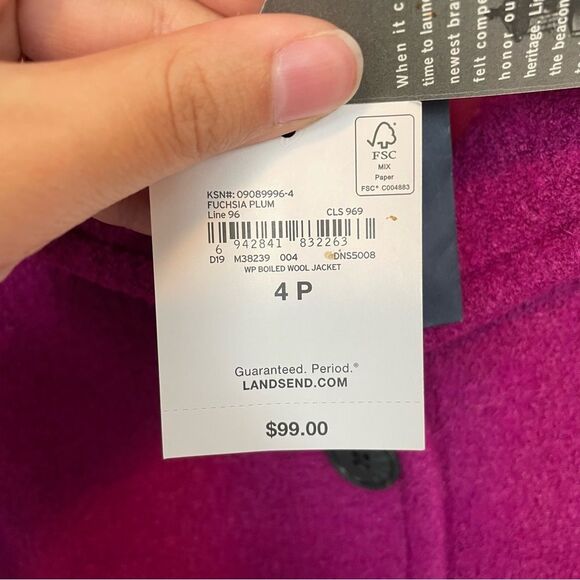 When it c
time to laun
newest bra
felt compe
honor ou
heritage. Li
the beacon
FSC
MIX
Paper
FSC® C004883
KSN#: 09089996-4
FUCHSIA PLUM
Line 96 CLS 969
6 942841 832263
D19 M38239 004 DNS5008
WP BOILED WOOL JACKET
4 P
Guaranteed. Period.®
LANDSEND.COM
$99.00